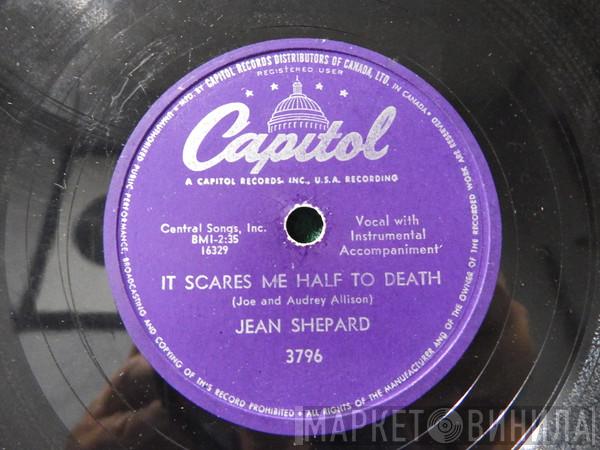 MFD. BY CAPITOL RECORDS DISTRIBUTORS OF CANADA, LTD. IN CANADA • ALL RIGHTS OF THE MANUFACTURER AND OF THE OWNER OF THE RECORDED WORK ARE RESERVED
UNAUTHORISED PUBLIC PERFORMANCE, BROADCASTING AND COPYING OF THIS RECORD PROHIBITED •
REGISTERED USER
Capitol
A CAPITOL RECORDS, INC., U.S.A. RECORDING
Central Songs, Inc.
BMI-2:35
16329
Vocal with
Instrumental
Accompaniment
IT SCARES ME HALF TO DEATH
(Joe and Audrey Allison)
JEAN SHEPARD
3796
МАРКЕТ ВИНИЛА